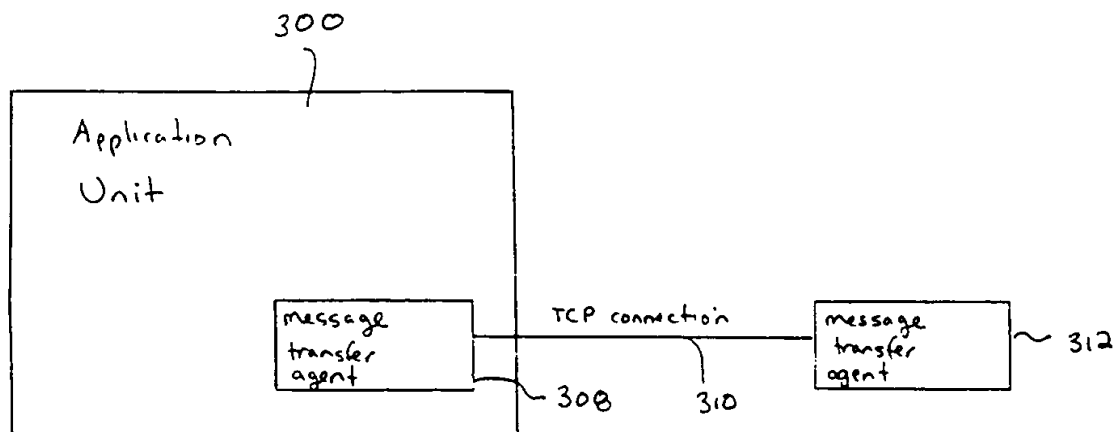 300
Application
Unit
message
transfer
agent
308
TCP connection
310
message
transfer
agent
312